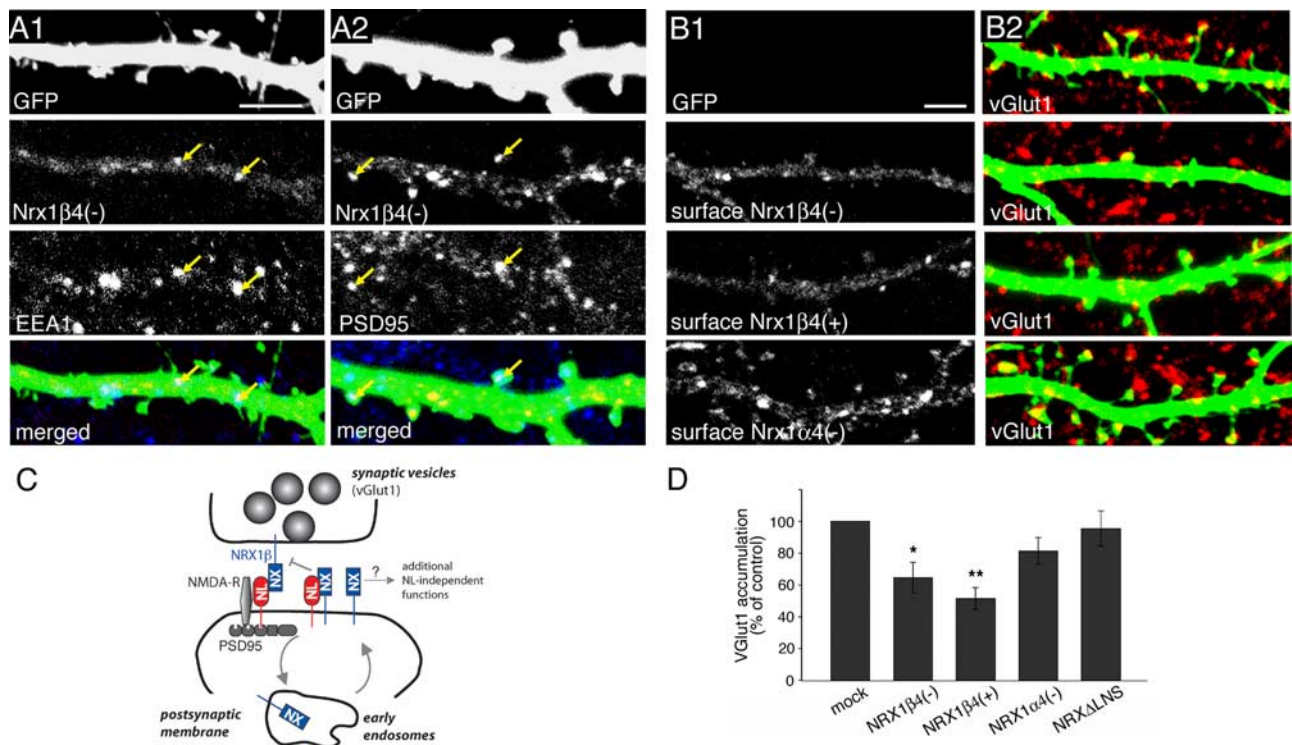 A1
GFP
Nrx1β4(-)
EEA1
merged
A2
GFP
Nrx1β4(-)
PSD95
merged
B1
GFP
surface Nrx1β4(-)
surface Nrx1β4(+)
surface Nrx1α4(-)
B2
vGlut1
vGlut1
vGlut1
vGlut1
C
synaptic vesicles
(vGlut1)
NRX1β
NMDA-R
NL
NX
NL
NX
NX
?
additional
NL-independent
functions
PSD95
NX
postsynaptic
membrane
early
endosomes
D
VGlut1 accumulation
(% of control)
100
80
60
40
20
0
*
**
mock
NRX1β4(-)
NRX1β4(+)
NRX1α4(-)
NRXΔLNS